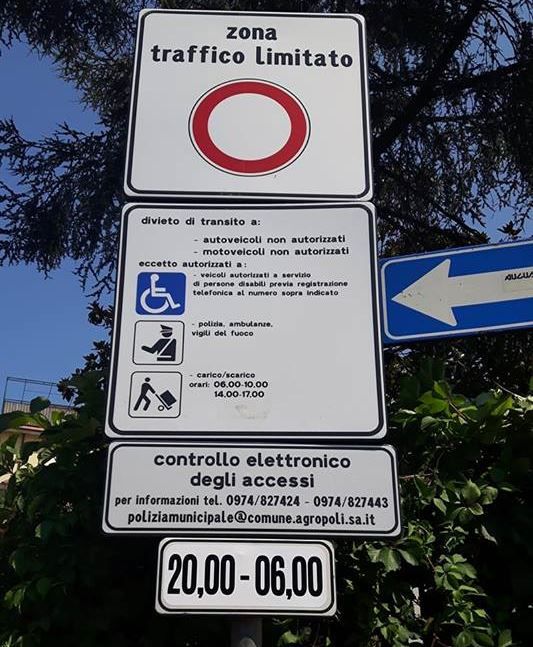 zona
traffico limitato
divieto di transito a:
- autoveicoli non autorizzati
- motoveicoli non autorizzati
eccetto autorizzati a:
- veicoli autorizzati a servizio
di persone disabili previa registrazione
telefonica al numero sopra indicato
- polizia, ambulanze,
vigili del fuoco
- carico/scarico
orari: 06.00-10.00
14.00-17.00
controllo elettronico
degli accessi
per informazioni tel. 0974/827424 - 0974/827443
poliziamunicipale@comune.agropoli.sa.it
20,00-06,00